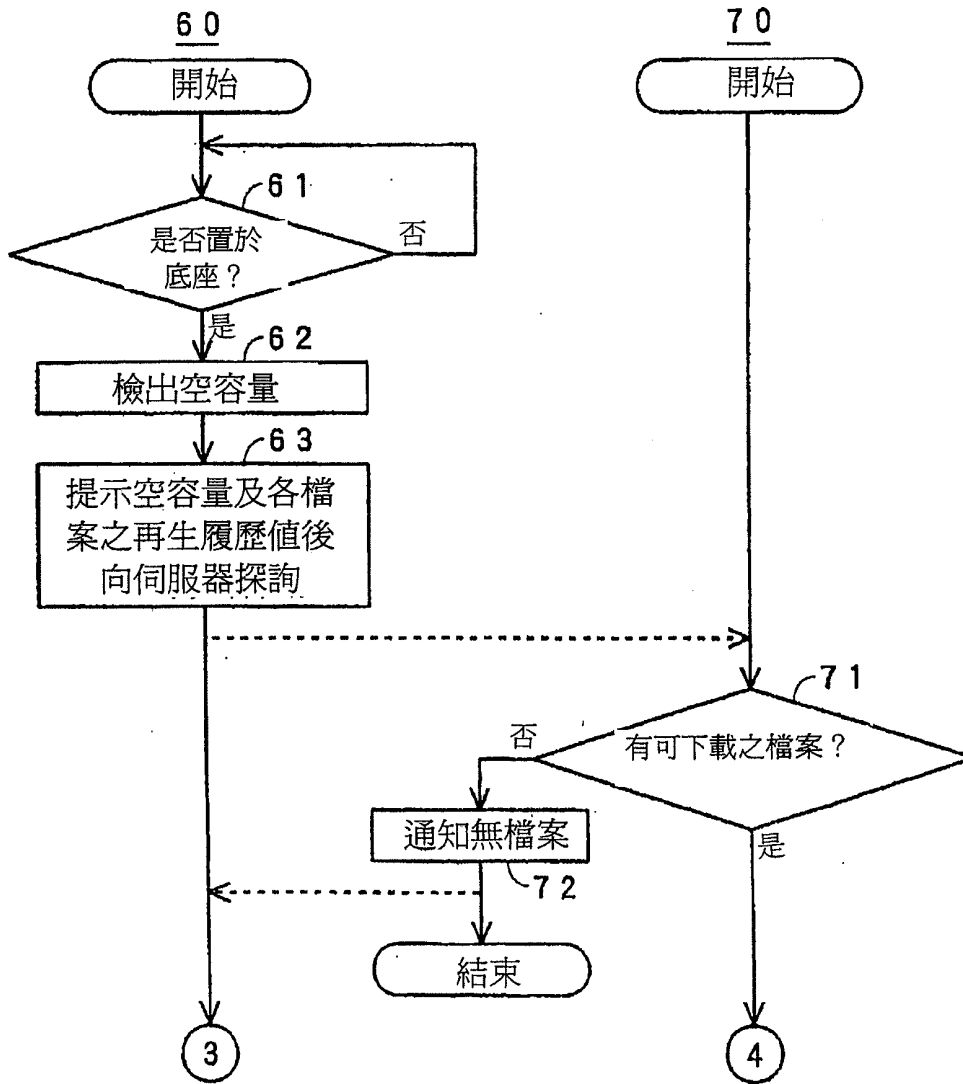 60
開始
61
是否置於
底座？
否
是
62
檢出空容量
63
提示空容量及各檔
案之再生履歷值後
向伺服器探詢
3
70
開始
71
有可下載之檔案？
否
是
通知無檔案
72
結束
4